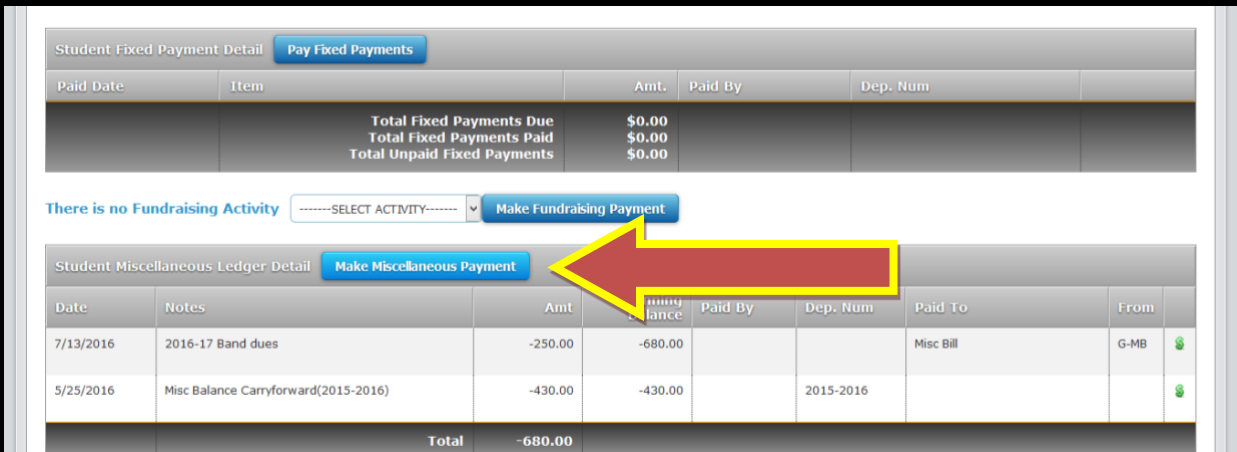 Student Fixed Payment Detail Pay Fixed Payments
Paid Date Item Amt. Paid By Dep. Num
Total Fixed Payments Due $0.00
Total Fixed Payments Paid $0.00
Total Unpaid Fixed Payments $0.00
There is no Fundraising Activity -------SELECT ACTIVITY------- Make Fundraising Payment
Student Miscellaneous Ledger Detail Make Miscellaneous Payment
Date Notes Amt Paid By Dep. Num Paid To From
7/13/2016 2016-17 Band dues -250.00 -680.00 Misc Bill G-MB
5/25/2016 Misc Balance Carryforward(2015-2016) -430.00 -430.00 2015-2016
Total -680.00